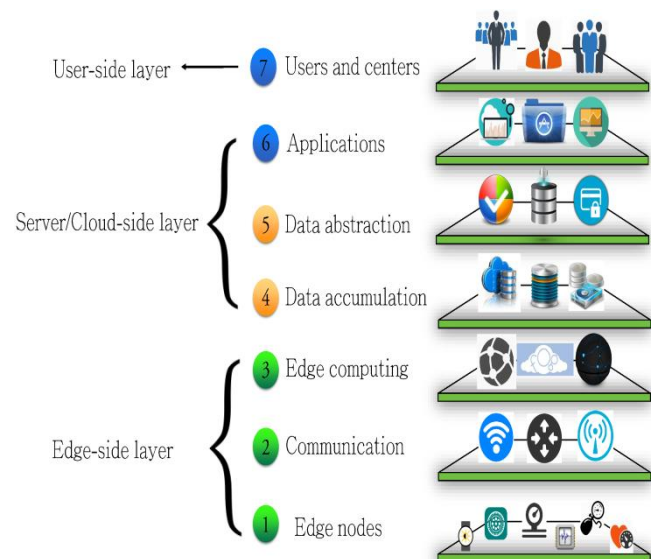 User-side layer
7 Users and centers
6 Applications
Server/Cloud-side layer
5 Data abstraction
4 Data accumulation
3 Edge computing
Edge-side layer
2 Communication
1 Edge nodes